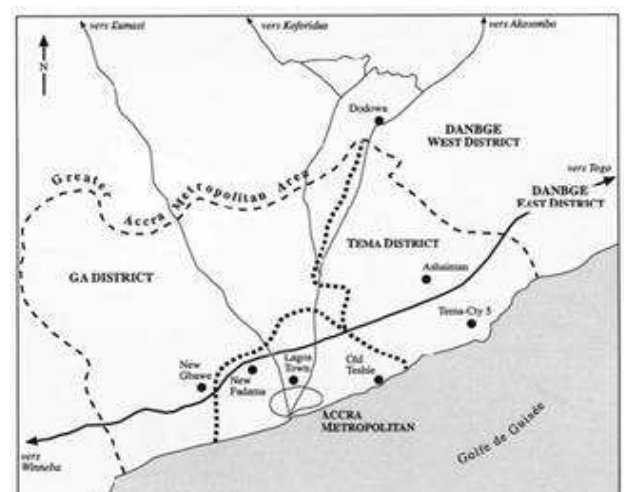 vers Kumasi
vers Koforidua
vers Akosombo
N
Dodowa
DANBGE
WEST DISTRICT
vers Togo
DANBGE
EAST DISTRICT
Greater
Accra Metropolitan Area
TEMA DISTRICT
GA DISTRICT
Ashaiman
Tema-Cty 5
New
Gbawe
New
Fadama
Lagos
Town
Old
Teshie
ACCRA
METROPOLITAN
Golfe de Guinée
vers
Winneba